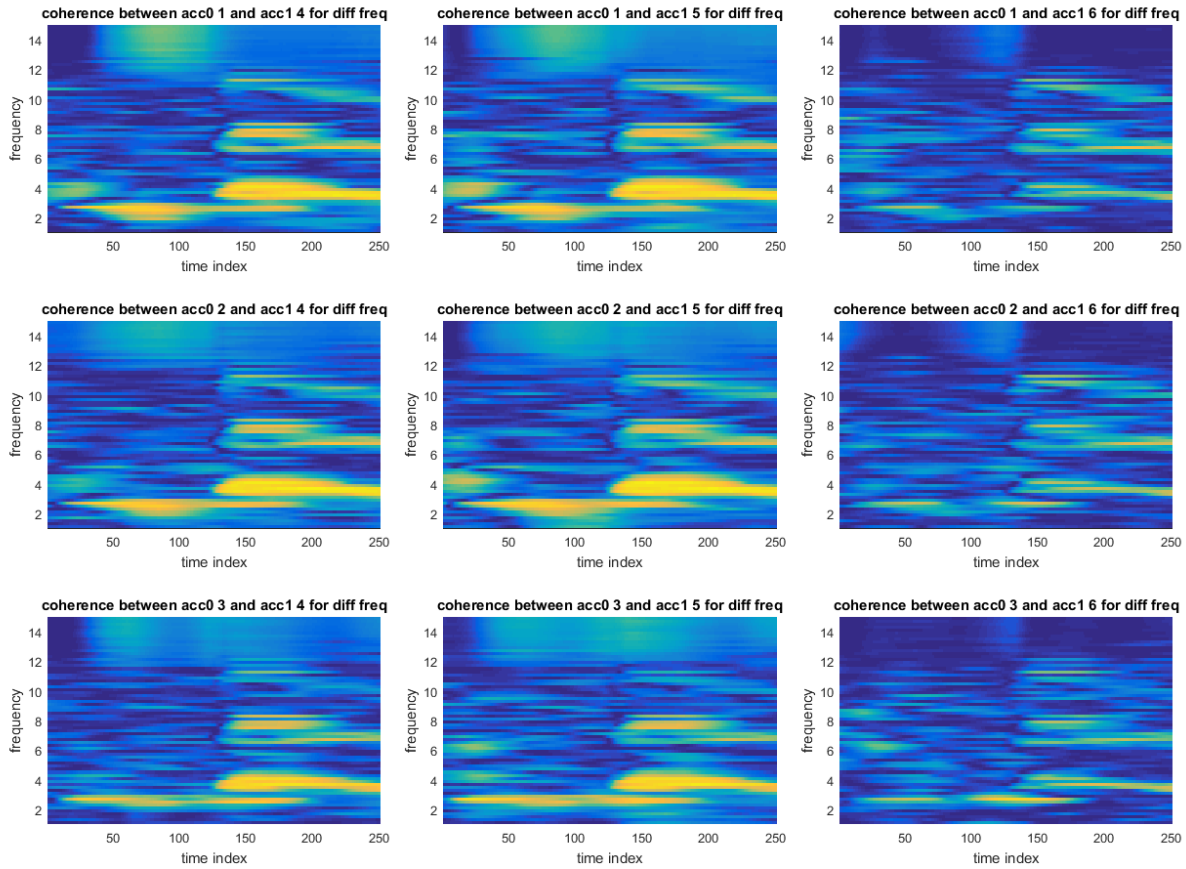 coherence between acc0 1 and acc1 4 for diff freq
coherence between acc0 1 and acc1 5 for diff freq
coherence between acc0 1 and acc1 6 for diff freq
14
12
10
8
6
4
2
frequency
50 100 150 200 250
time index
14
12
10
8
6
4
2
frequency
50 100 150 200 250
time index
14
12
10
8
6
4
2
frequency
50 100 150 200 250
time index
coherence between acc0 2 and acc1 4 for diff freq
coherence between acc0 2 and acc1 5 for diff freq
coherence between acc0 2 and acc1 6 for diff freq
14
12
10
8
6
4
2
frequency
50 100 150 200 250
time index
14
12
10
8
6
4
2
frequency
50 100 150 200 250
time index
14
12
10
8
6
4
2
frequency
50 100 150 200 250
time index
coherence between acc0 3 and acc1 4 for diff freq
coherence between acc0 3 and acc1 5 for diff freq
coherence between acc0 3 and acc1 6 for diff freq
14
12
10
8
6
4
2
frequency
50 100 150 200 250
time index
14
12
10
8
6
4
2
frequency
50 100 150 200 250
time index
14
12
10
8
6
4
2
frequency
50 100 150 200 250
time index